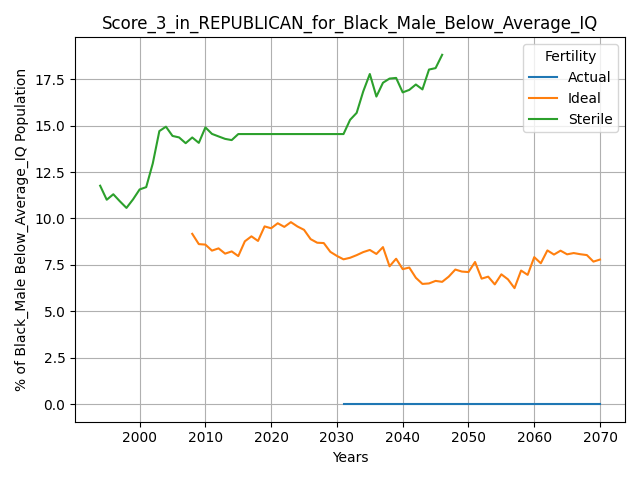 Score_3_in_REPUBLICAN_for_Black_Male_Below_Average_IQ
% of Black_Male Below_Average_IQ Population
17.5
15.0
12.5
10.0
7.5
5.0
2.5
0.0
Fertility
Actual
Ideal
Sterile
2000 2010 2020 2030 2040 2050 2060 2070
Years